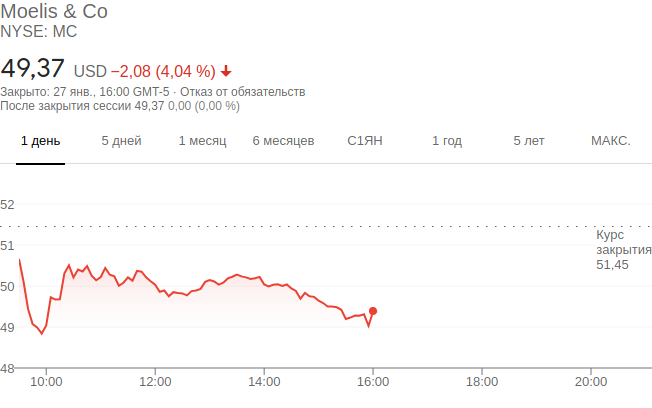 Moelis & Co
NYSE: MC
49,37 USD −2,08 (4,04 %)
Закрыто: 27 янв., 16:00 GMT-5 · Отказ от обязательств
После закрытия сессии 49,37 0,00 (0,00 %)
1 день 5 дней 1 месяц 6 месяцев С1ЯН 1 год 5 лет МАКС.
52
51
50
49
48
Курс
закрытия
51,45
10:00 12:00 14:00 16:00 18:00 20:00